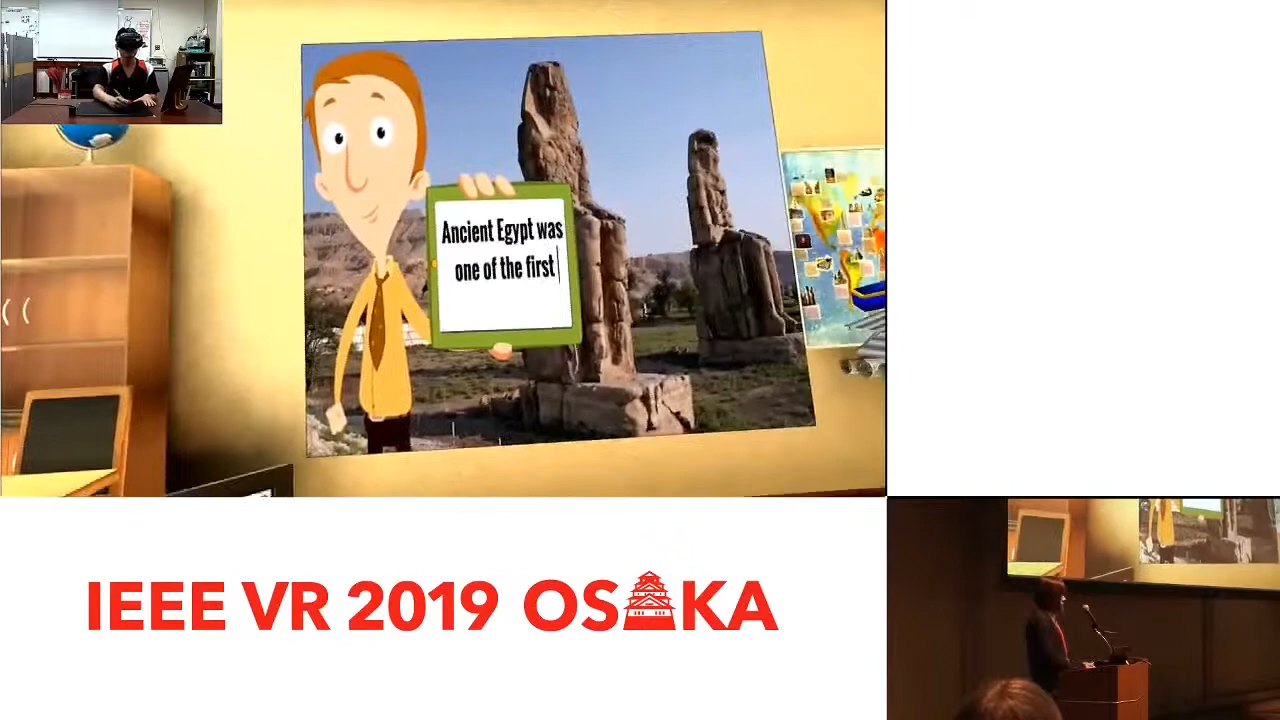 Ancient Egypt was
one of the first
IEEE VR 2019 OSAKA